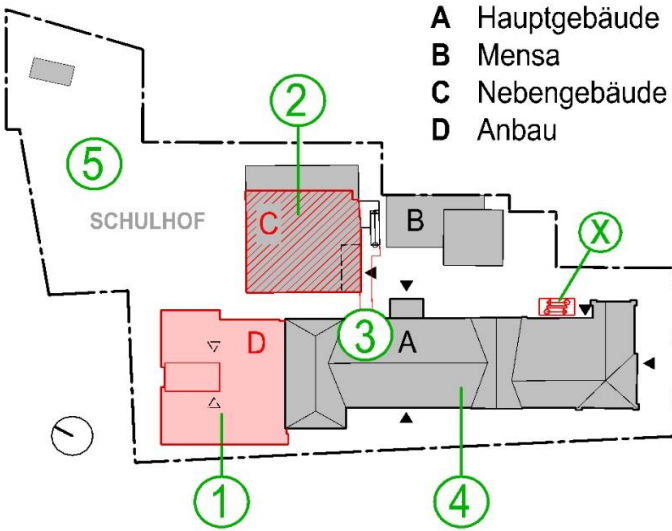 A Hauptgebäude
B Mensa
C Nebengebäude
D Anbau
2
5
SCHULHOF
C
B
X
3
A
D
1
4